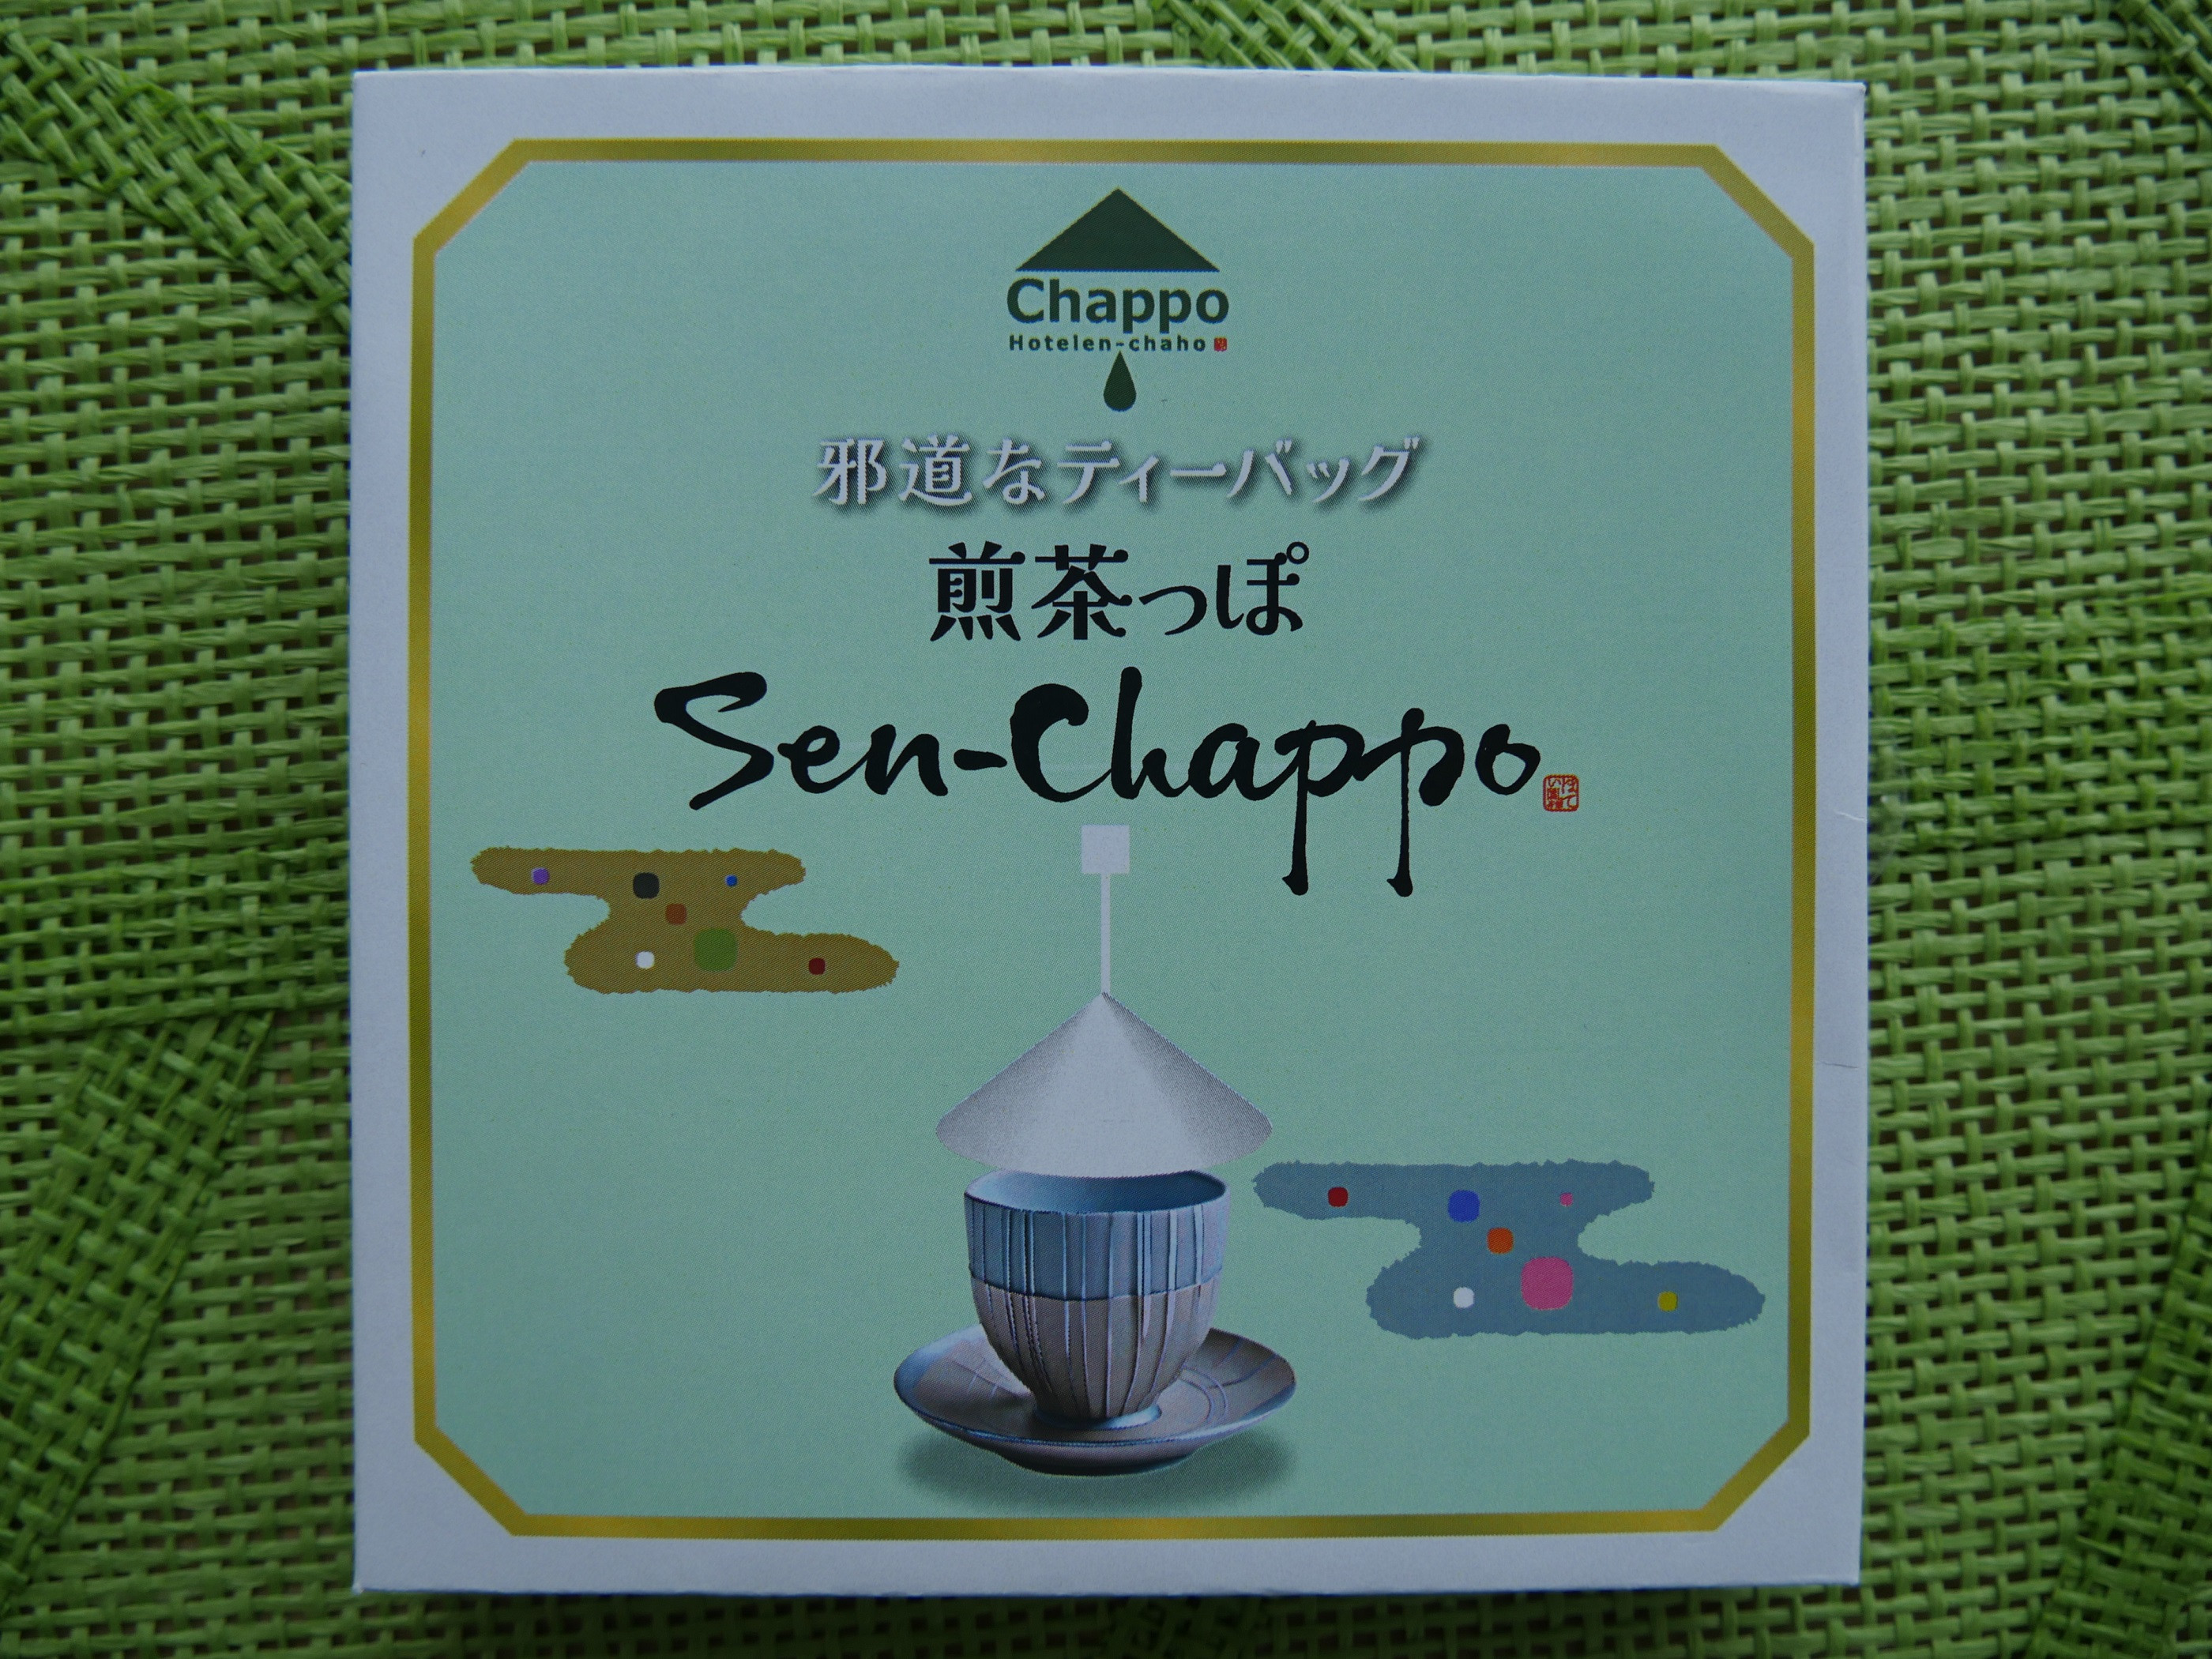 Chappo
Hotelen-chaho
邪道なティーバッグ
煎茶っぽ
Sen-Chappo